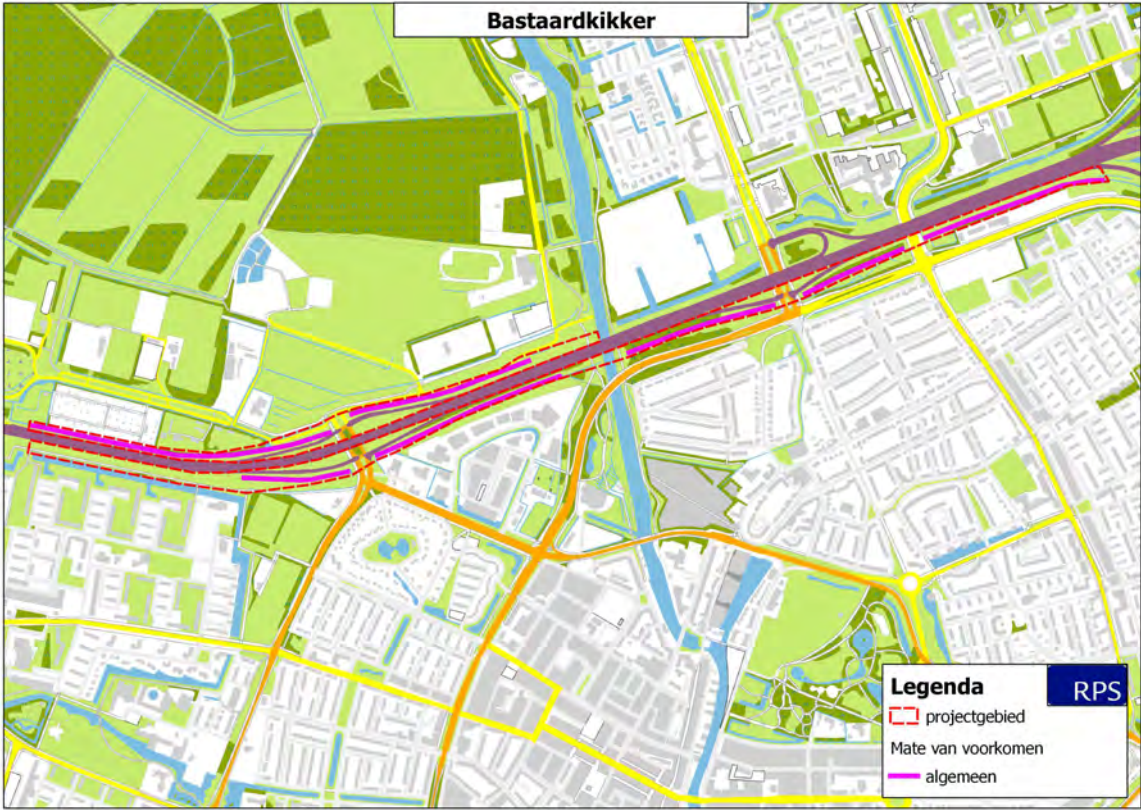 Bastaardkikker
Legenda
RPS
projectgebied
Mate van voorkomen
algemeen